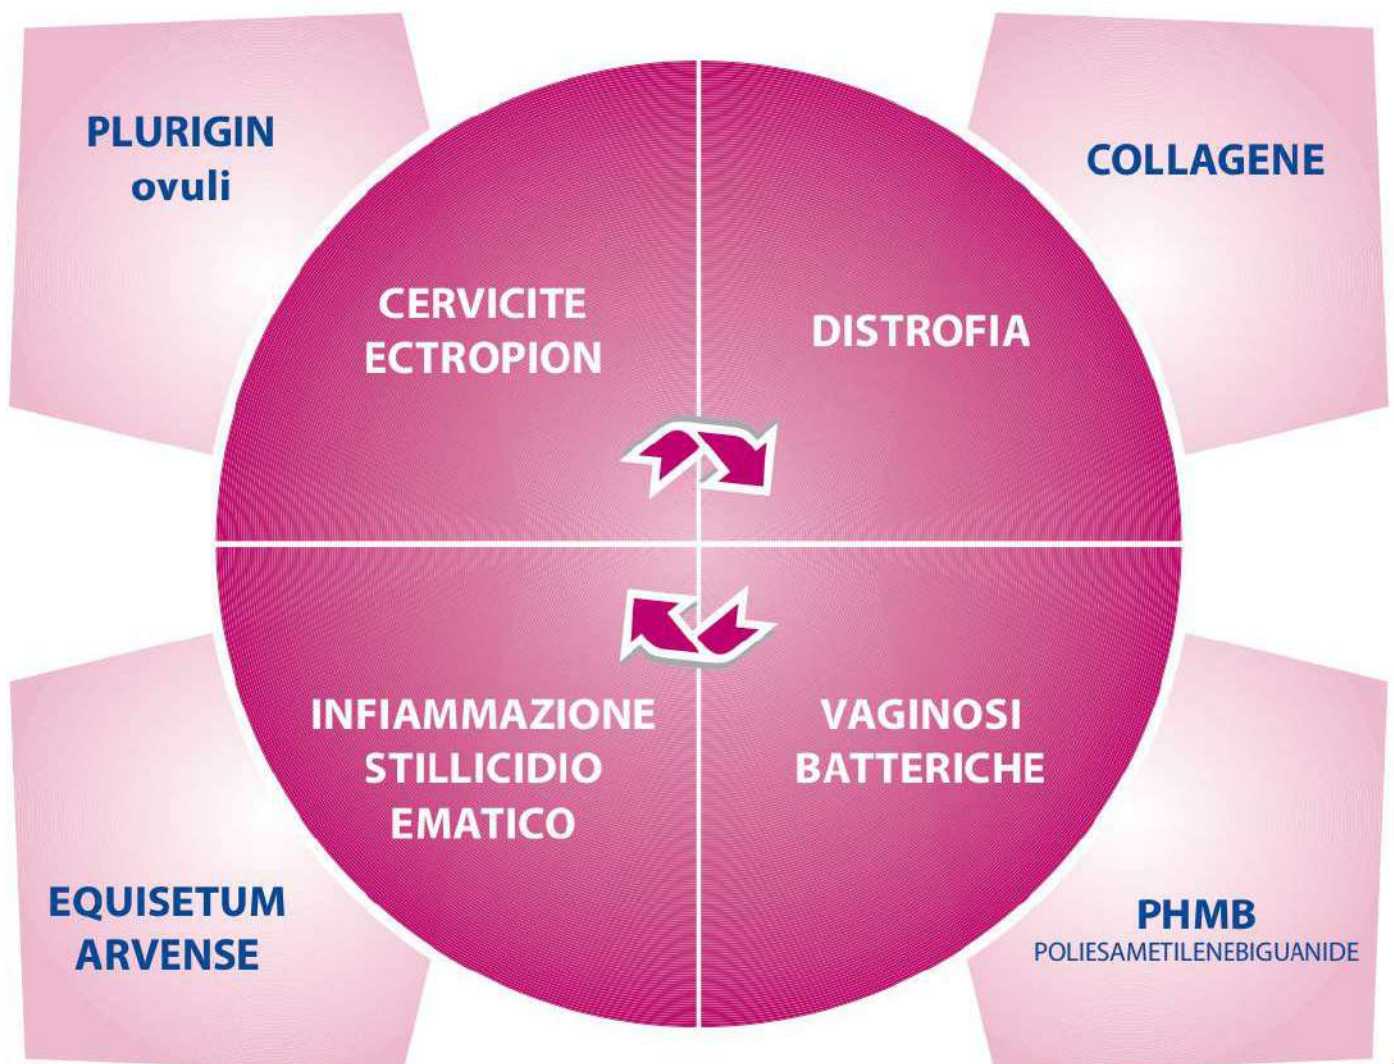 PLURIGIN
ovuli
COLLAGENE
CERVICITE
ECTROPION
DISTROFIA
INFIAMMAZIONE
STILLICIDIO
EMATICO
VAGINOSI
BATTERICHE
EQUISETUM
ARVENSE
PHMB
POLIESAMETILENEBIGUANIDE